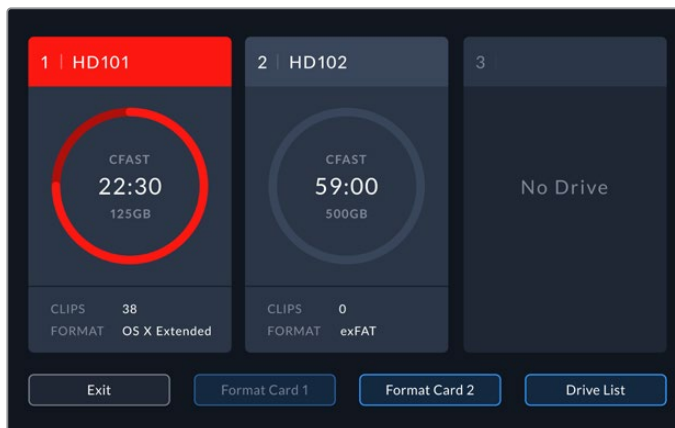 1 | HD101
CFAST
22:30
125GB
CLIPS 38
FORMAT OS X Extended
2 | HD102
CFAST
59:00
500GB
CLIPS 0
FORMAT exFAT
3
No Drive
Exit
Format Card 1
Format Card 2
Drive List